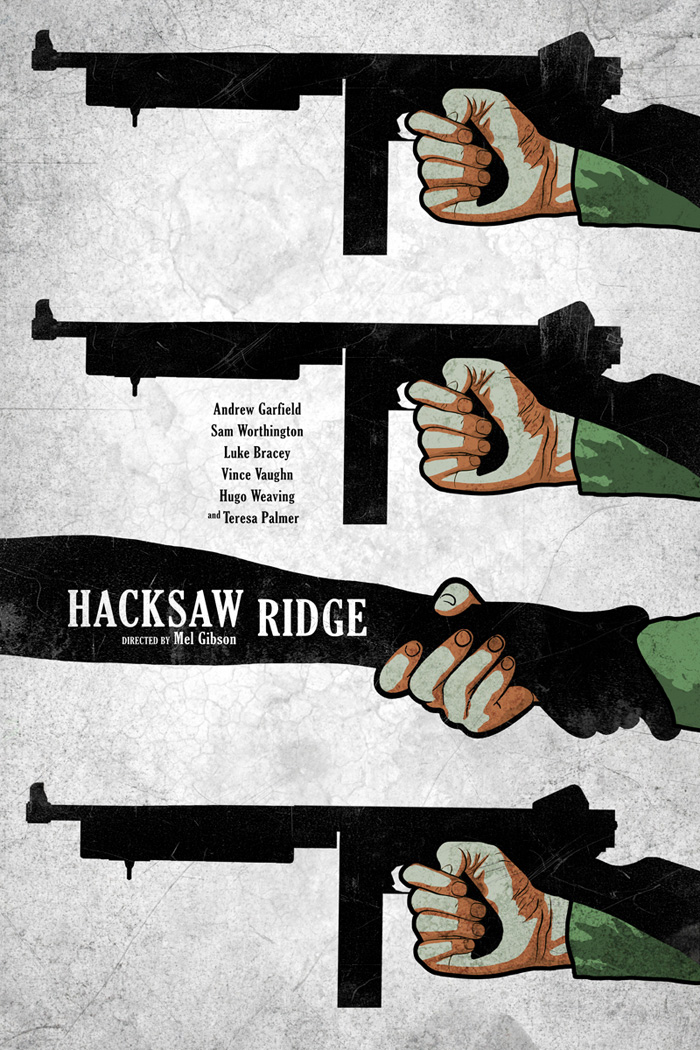 Andrew Garfield
Sam Worthington
Luke Bracey
Vince Vaughn
Hugo Weaving
and Teresa Palmer
HACKSAW RIDGE
DIRECTED BY Mel Gibson